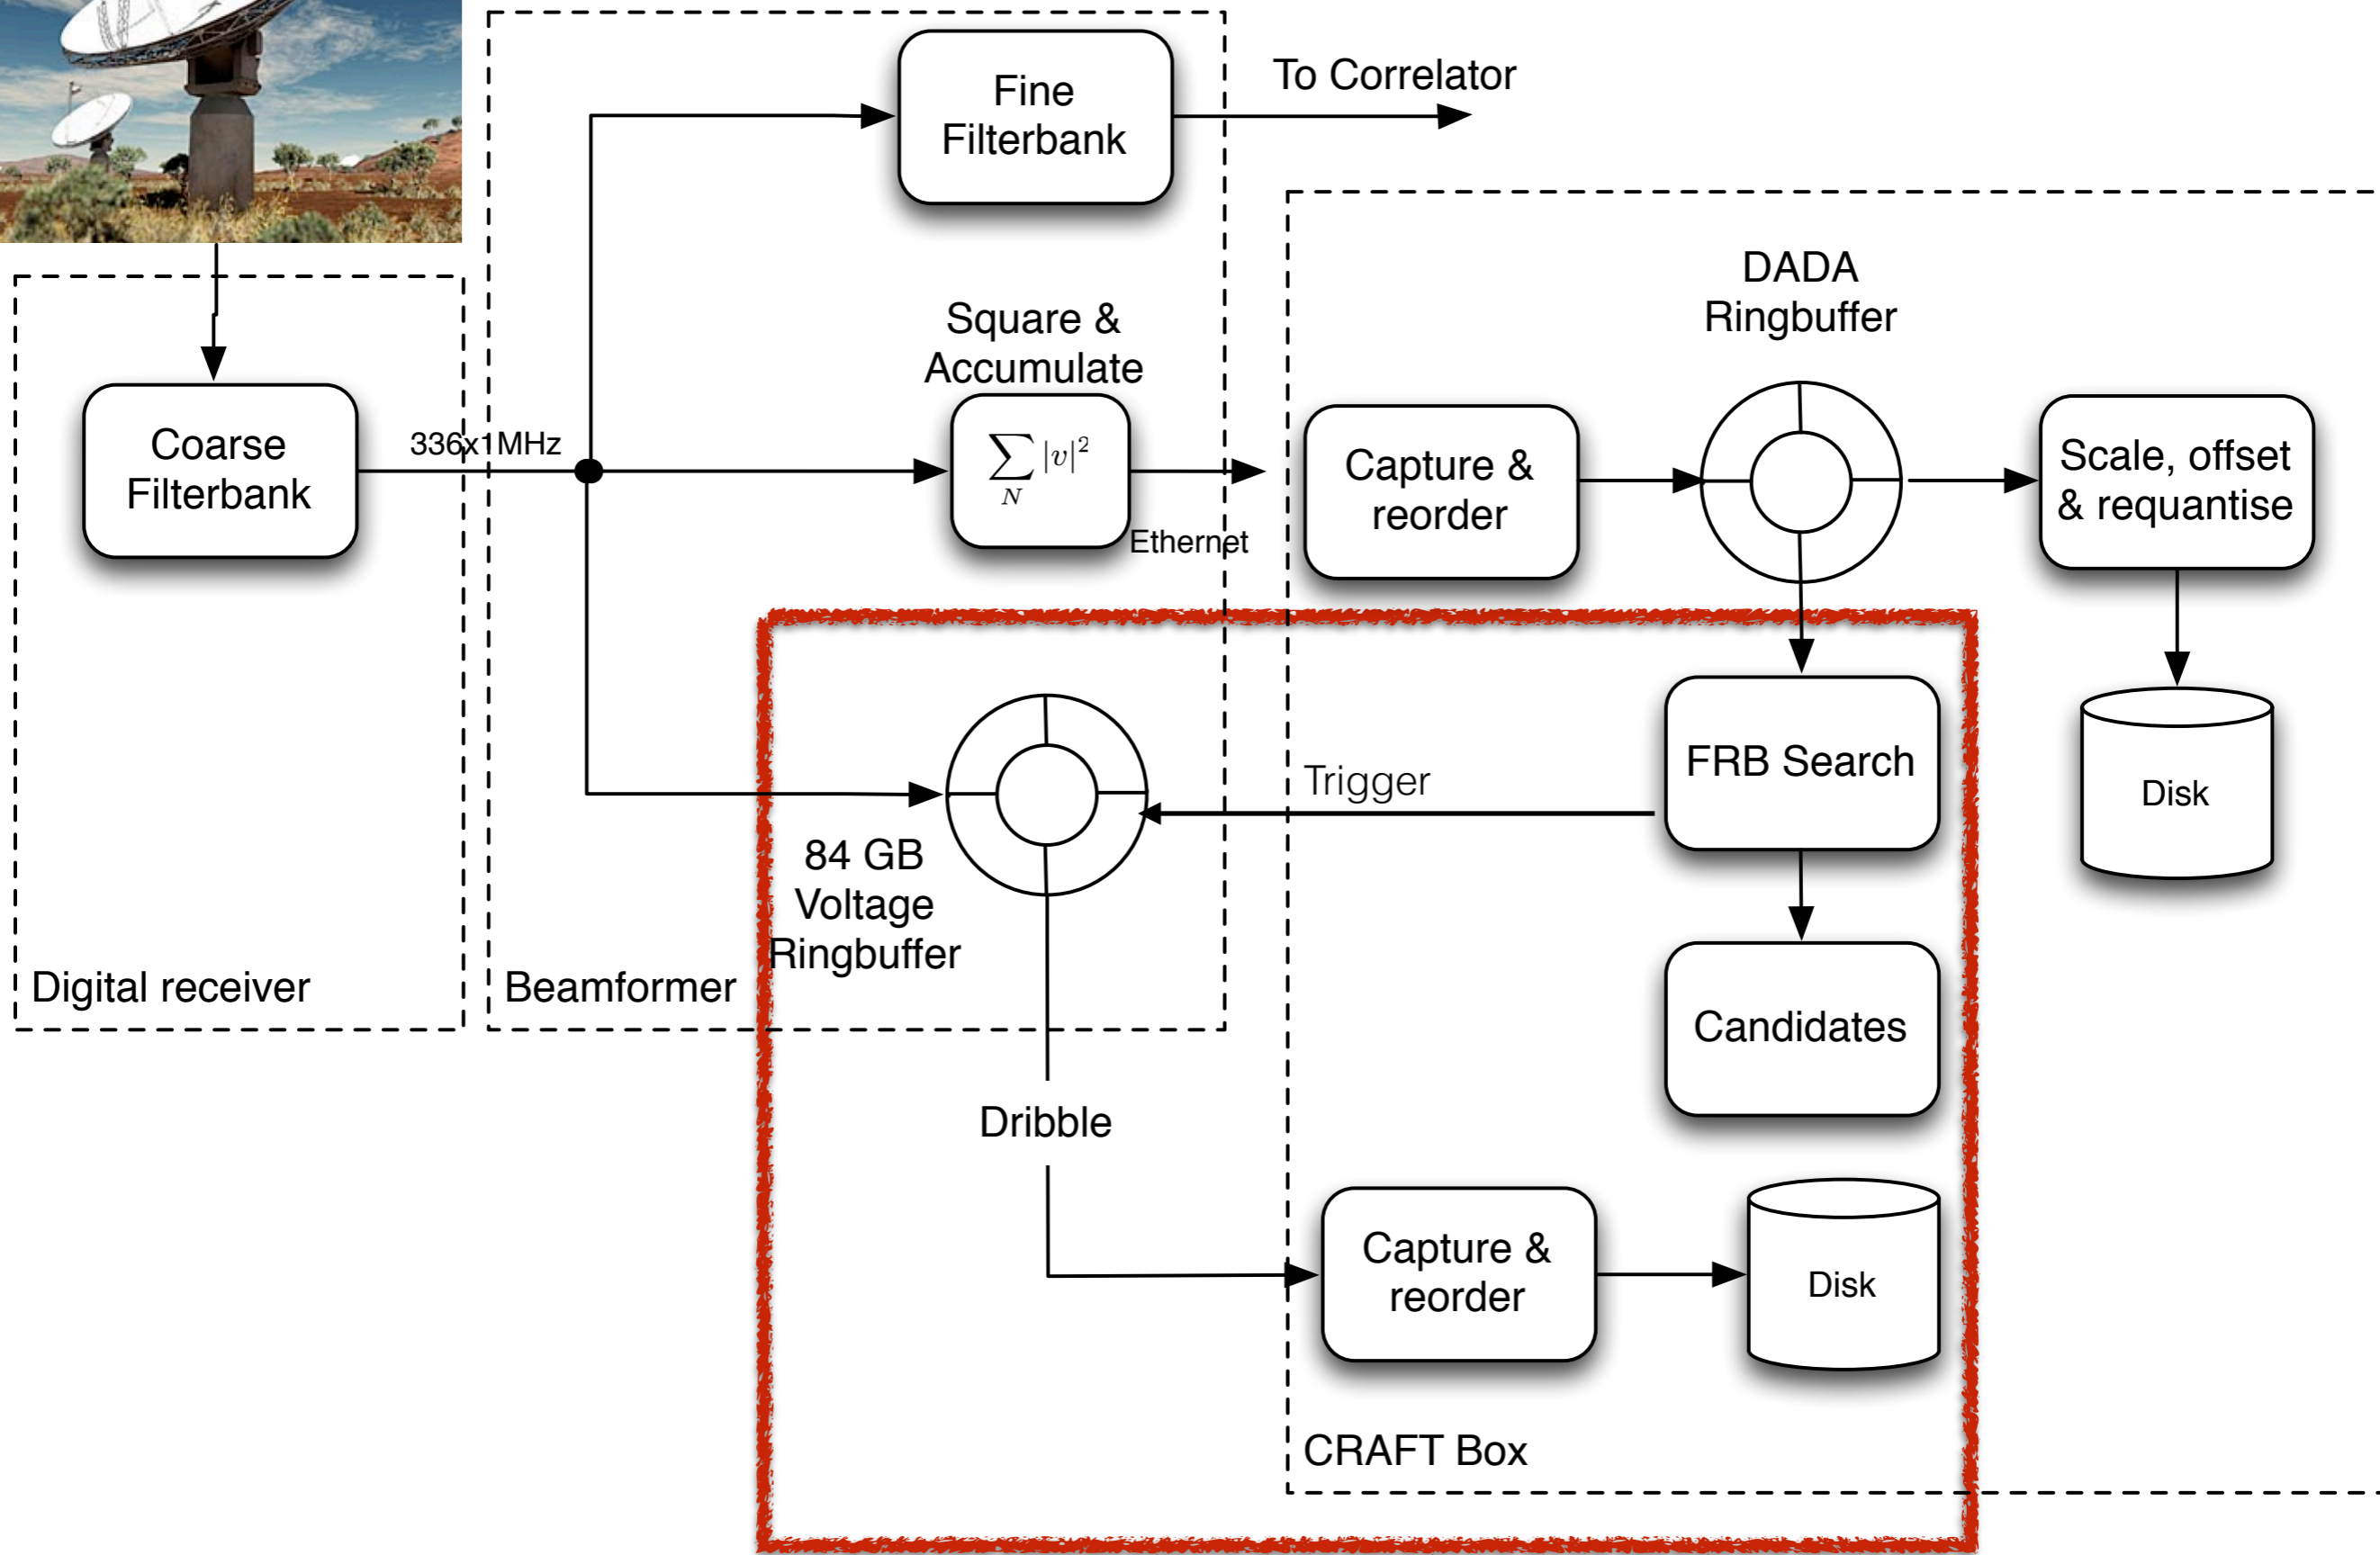 Fine
Filterbank
To Correlator
DADA
Ringbuffer
Square &
Accumulate
Coarse
Filterbank
336x1MHz
∑|v|²
N
Ethernet
Capture &
reorder
Scale, offset
& requantise
FRB Search
Disk
Trigger
84 GB
Voltage
Ringbuffer
Digital receiver
Beamformer
Candidates
Dribble
Capture &
reorder
Disk
CRAFT Box